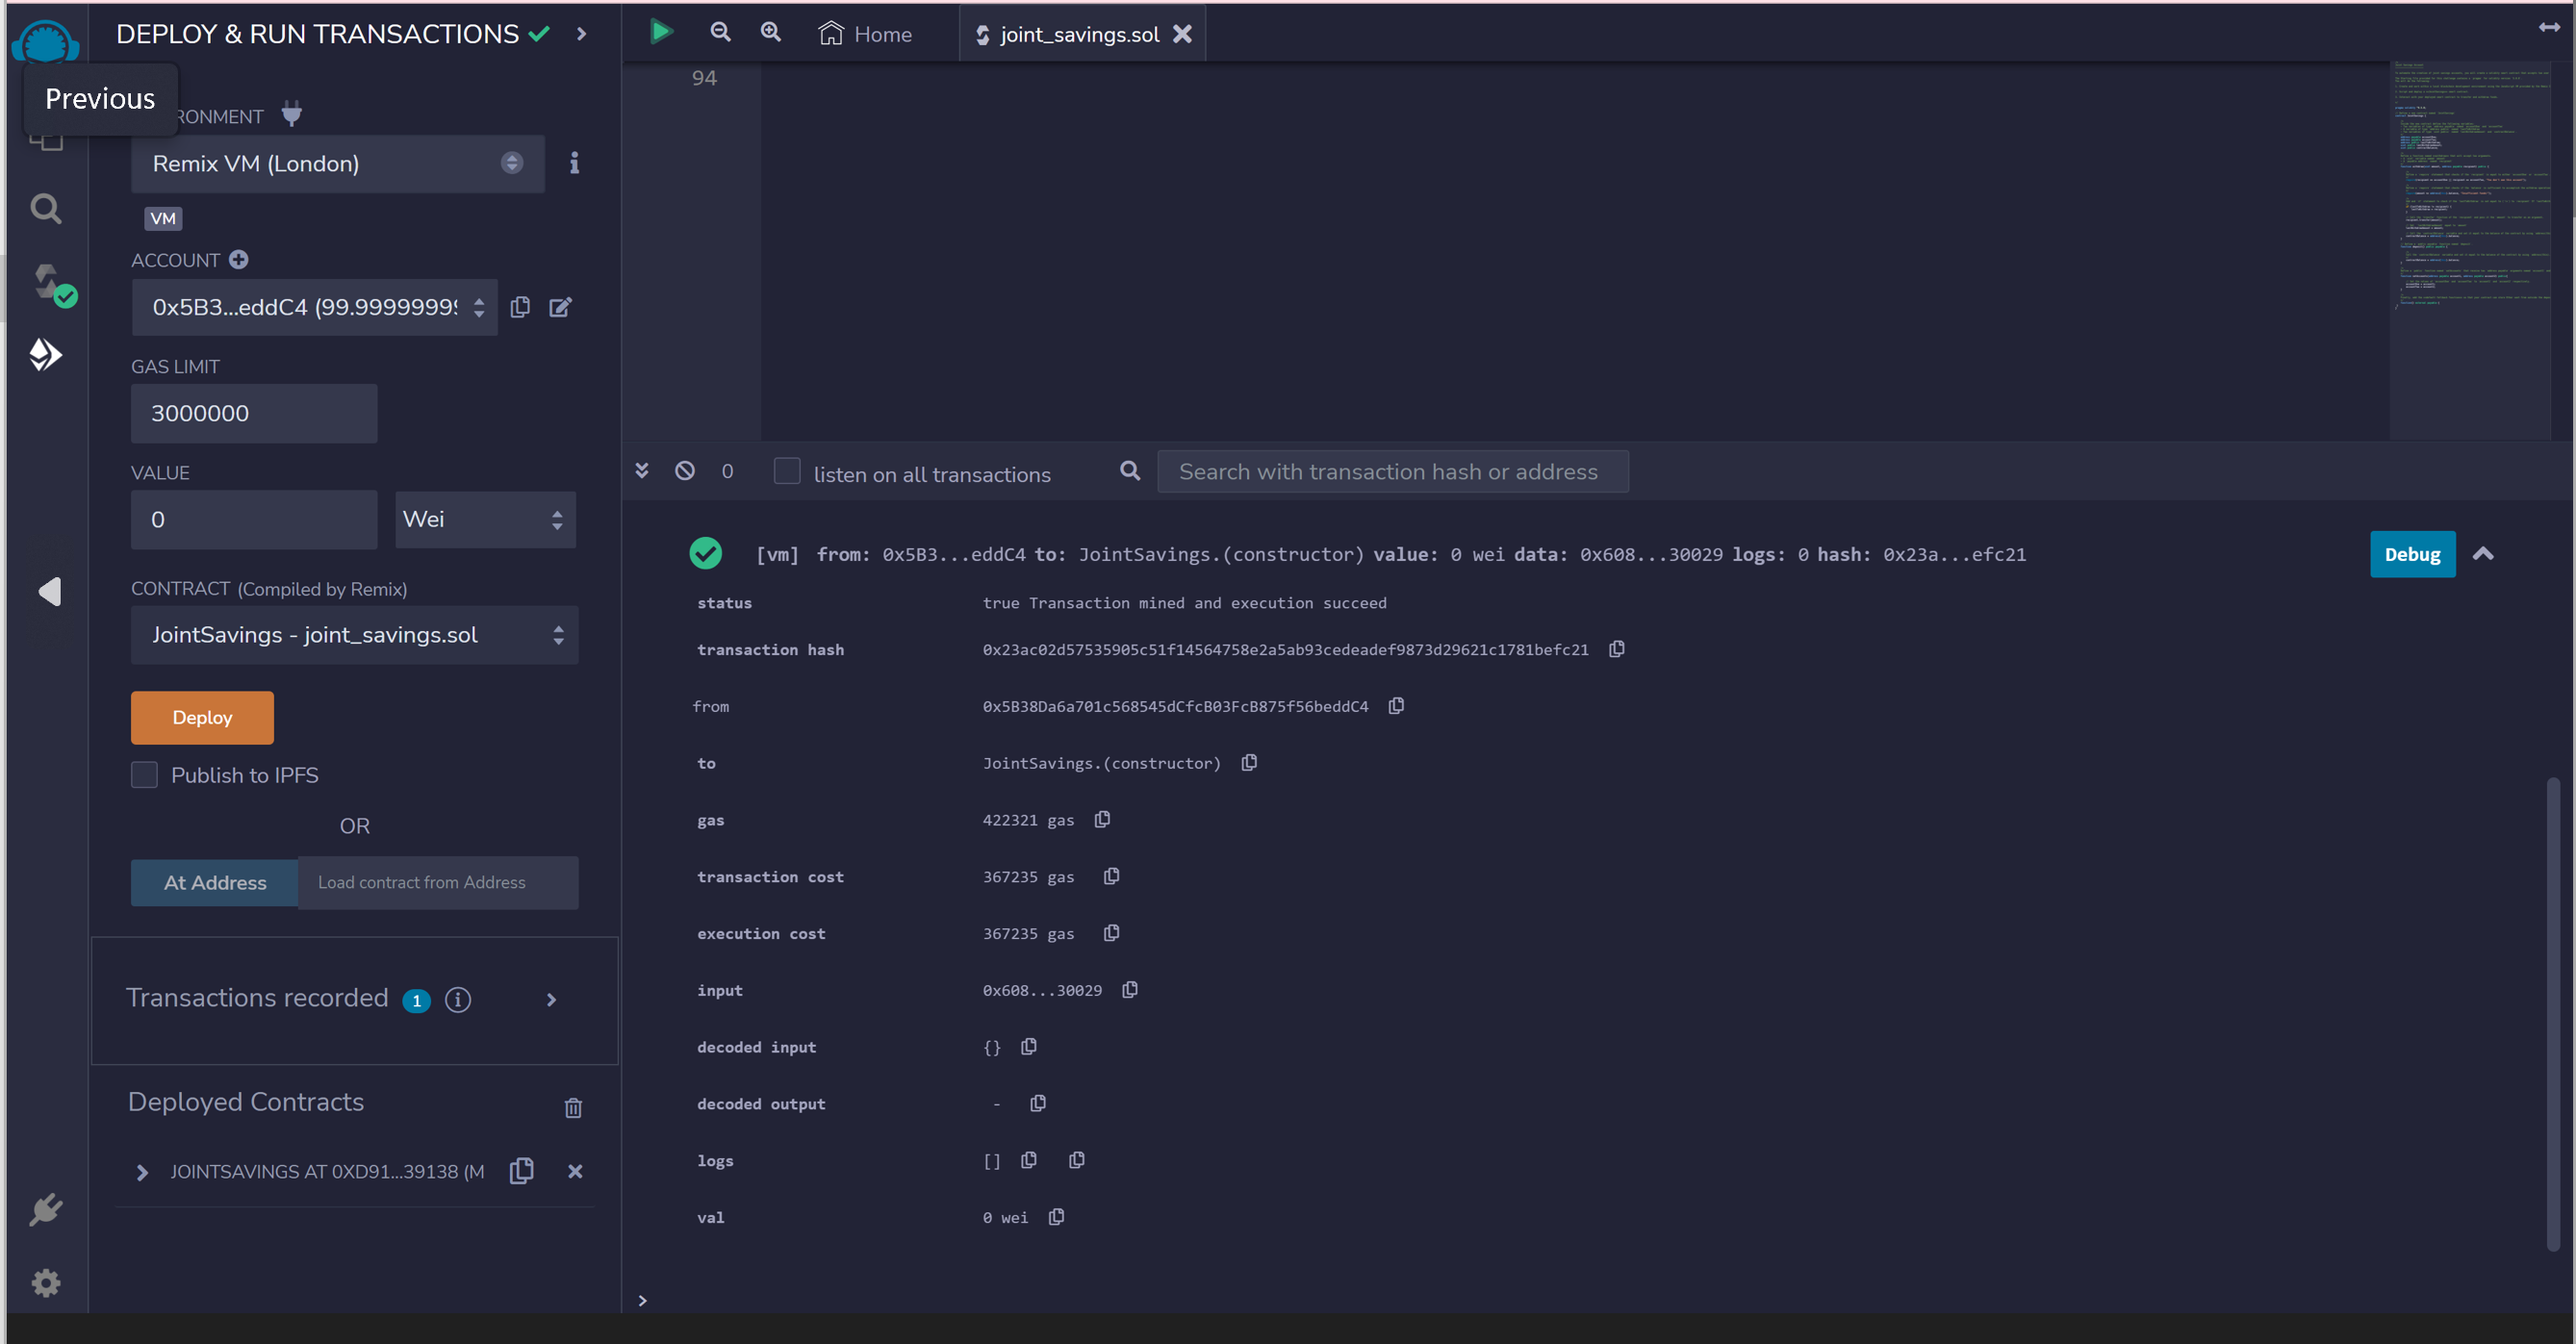 DEPLOY & RUN TRANSACTIONS
Previous
RONMENT
Remix VM (London)
VM
ACCOUNT
0x5B3...eddC4 (99.9999999
GAS LIMIT
3000000
VALUE
0
Wei
CONTRACT (Compiled by Remix)
JointSavings - joint_savings.sol
Deploy
Publish to IPFS
OR
At Address
Load contract from Address
Transactions recorded 1
Deployed Contracts
JOINTSAVINGS AT 0XD91...39138 (M
Home
joint_savings.sol
94
0
listen on all transactions
Search with transaction hash or address
[vm] from: 0x5B3...eddC4 to: JointSavings.(constructor) value: 0 wei data: 0x608...30029 logs: 0 hash: 0x23a...efc21
Debug
status true Transaction mined and execution succeed
transaction hash 0x23ac02d57535905c51f14564758e2a5ab93cedeadef9873d29621c1781befc21
from 0x5B38Da6a701c568545dCfcB03FcB875f56beddC4
to JointSavings.(constructor)
gas 422321 gas
transaction cost 367235 gas
execution cost 367235 gas
input 0x608...30029
decoded input {}
decoded output -
logs []
val 0 wei
>